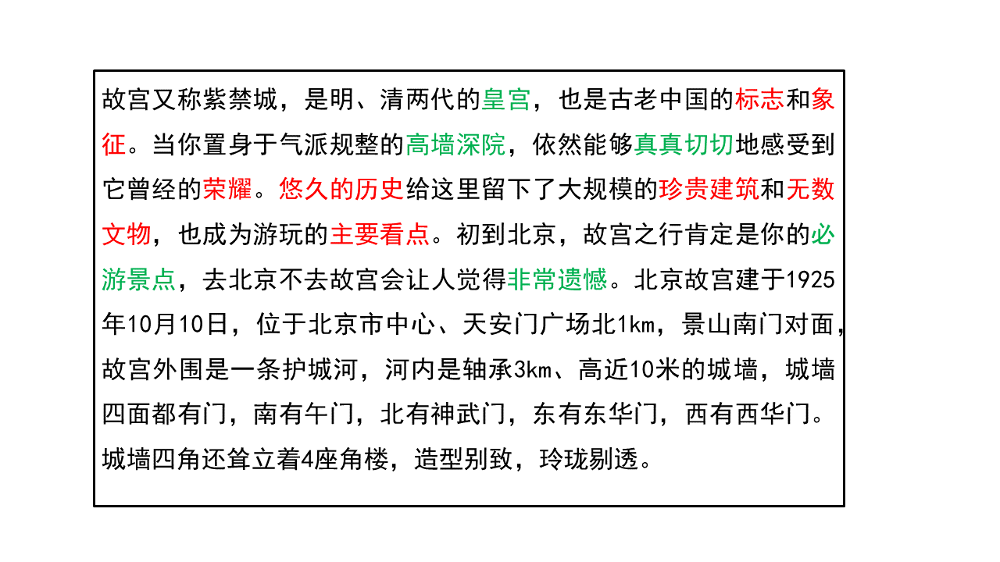 故宫又称紫禁城，是明、清两代的皇宫，也是古老中国的标志和象
征。当你置身于气派规整的高墙深院，依然能够真真切切地感受到
它曾经的荣耀。悠久的历史给这里留下了大规模的珍贵建筑和无数
文物，也成为游玩的主要看点。初到北京，故宫之行肯定是你的必
游景点，去北京不去故宫会让人觉得非常遗憾。北京故宫建于1925
年10月10日，位于北京市中心、天安门广场北1km，景山南门对面，
故宫外围是一条护城河，河内是轴承3km、高近10米的城墙，城墙
四面都有门，南有午门，北有神武门，东有东华门，西有西华门。
城墙四角还耸立着4座角楼，造型别致，玲珑剔透。